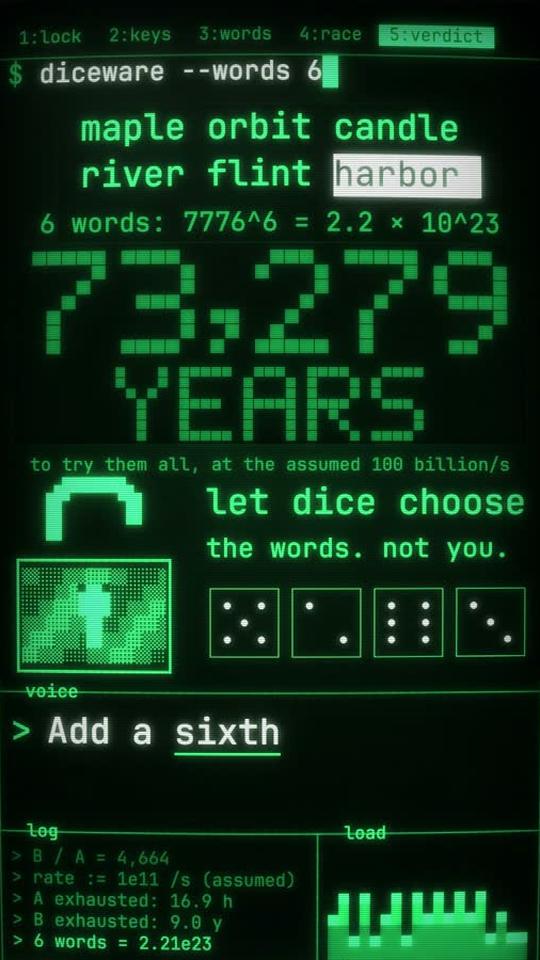 1:lock 2:keys 3:words 4:race 5:verdict
$ diceware --words 6
maple orbit candle
river flint harbor
6 words: 7776^6 = 2.2 × 10^23
73,279
YEARS
to try them all, at the assumed 100 billion/s
let dice choose
the words. not you.
voice
> Add a sixth
log
load
> B / A = 4,664
> rate := 1e11 /s (assumed)
> A exhausted: 16.9 h
> B exhausted: 9.0 y
> 6 words = 2.21e23